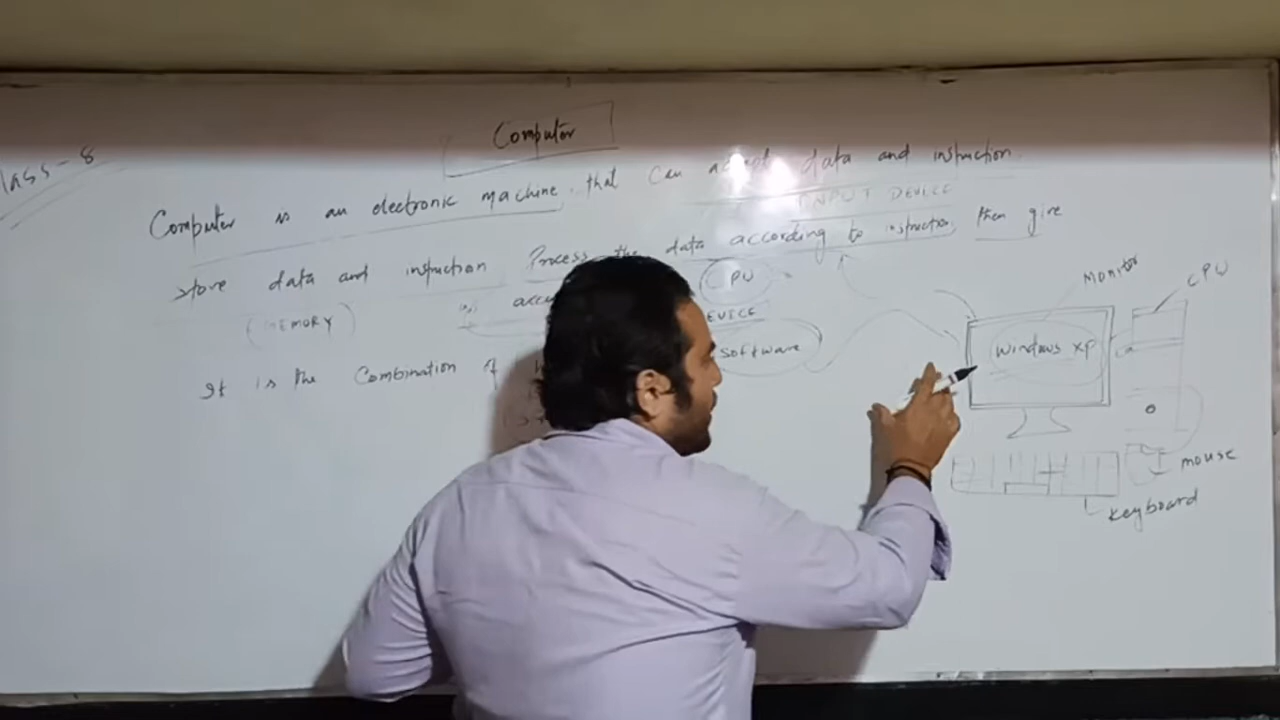 Computer
lass-8
Computer is an electronic machine that can accept data and instruction
INPUT DEVICE
store data and instruction Process the data according to instruction, then give
(MEMORY)
CPU
EVICE
It is the Combination of
software
MONITOR
CPU
Windows XP
mouse
Keyboard